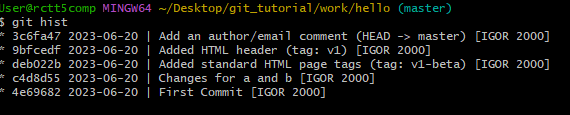 User@rctt5comp MINGW64 ~/Desktop/git_tutorial/work/hello (master)
$ git hist
* 3c6fa47 2023-06-20 | Add an author/email comment (HEAD -> master) [IGOR 2000]
* 9bfcedf 2023-06-20 | Added HTML header (tag: v1) [IGOR 2000]
* deb022b 2023-06-20 | Added standard HTML page tags (tag: v1-beta) [IGOR 2000]
* c4d8d55 2023-06-20 | Changes for a and b [IGOR 2000]
* 4e69682 2023-06-20 | First Commit [IGOR 2000]